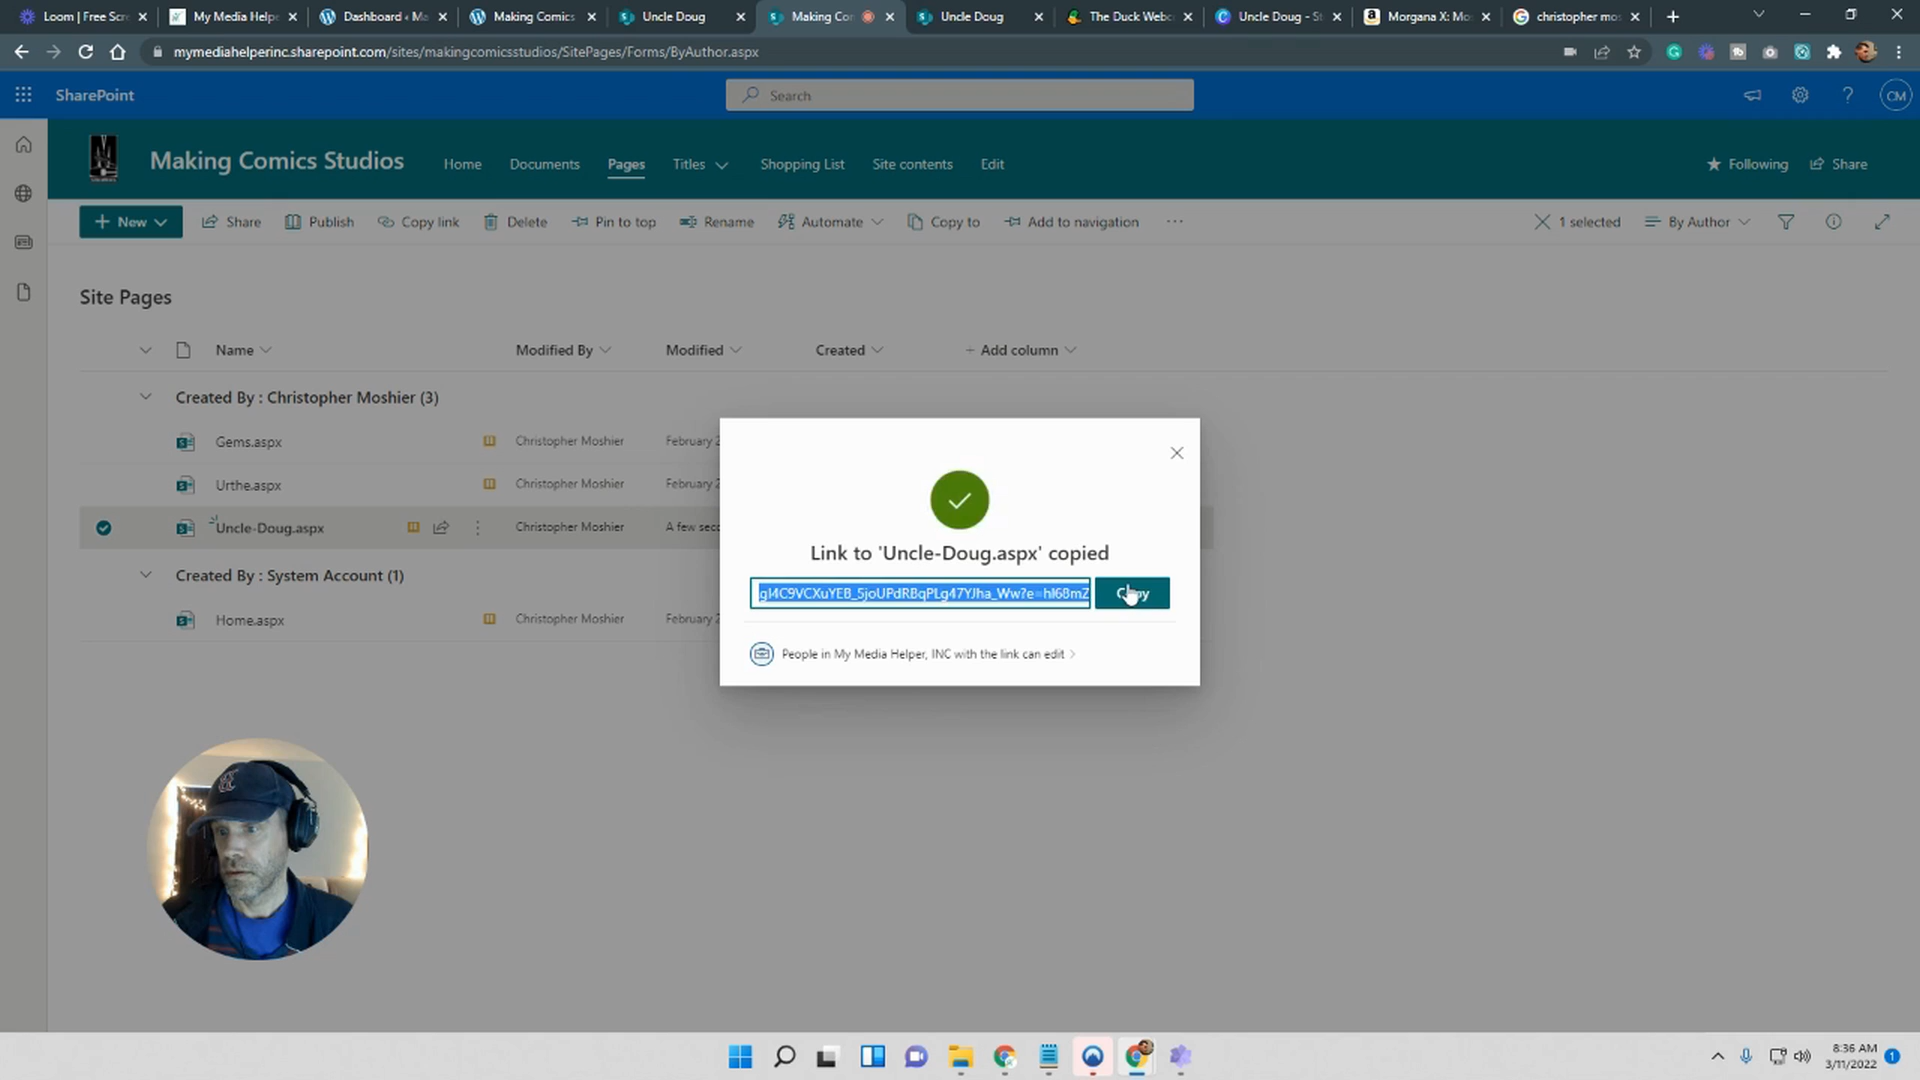 Loom | Free Scr
My Media Help
Dashboard ‹ Ma
Making Comics
Uncle Doug
Making Co
Uncle Doug
The Duck Webc
Uncle Doug - St
Morgana X: Mos
christopher mos
mymediahelperinc.sharepoint.com/sites/makingcomicsstudios/SitePages/Forms/ByAuthor.aspx
SharePoint
Search
CM
Making Comics Studios
Home
Documents
Pages
Titles
Shopping List
Site contents
Edit
Following
Share
New
Share
Publish
Copy link
Delete
Pin to top
Rename
Automate
Copy to
Add to navigation
1 selected
By Author
Site Pages
Name
Modified By
Modified
Created
Add column
Created By : Christopher Moshier (3)
Gems.aspx
Christopher Moshier
February 2
Urthe.aspx
Christopher Moshier
February 2
Uncle-Doug.aspx
Christopher Moshier
A few seco
Created By : System Account (1)
Home.aspx
Christopher Moshier
February 2
Link to 'Uncle-Doug.aspx' copied
Copy
People in My Media Helper, INC with the link can edit
8:36 AM
3/11/2022
1